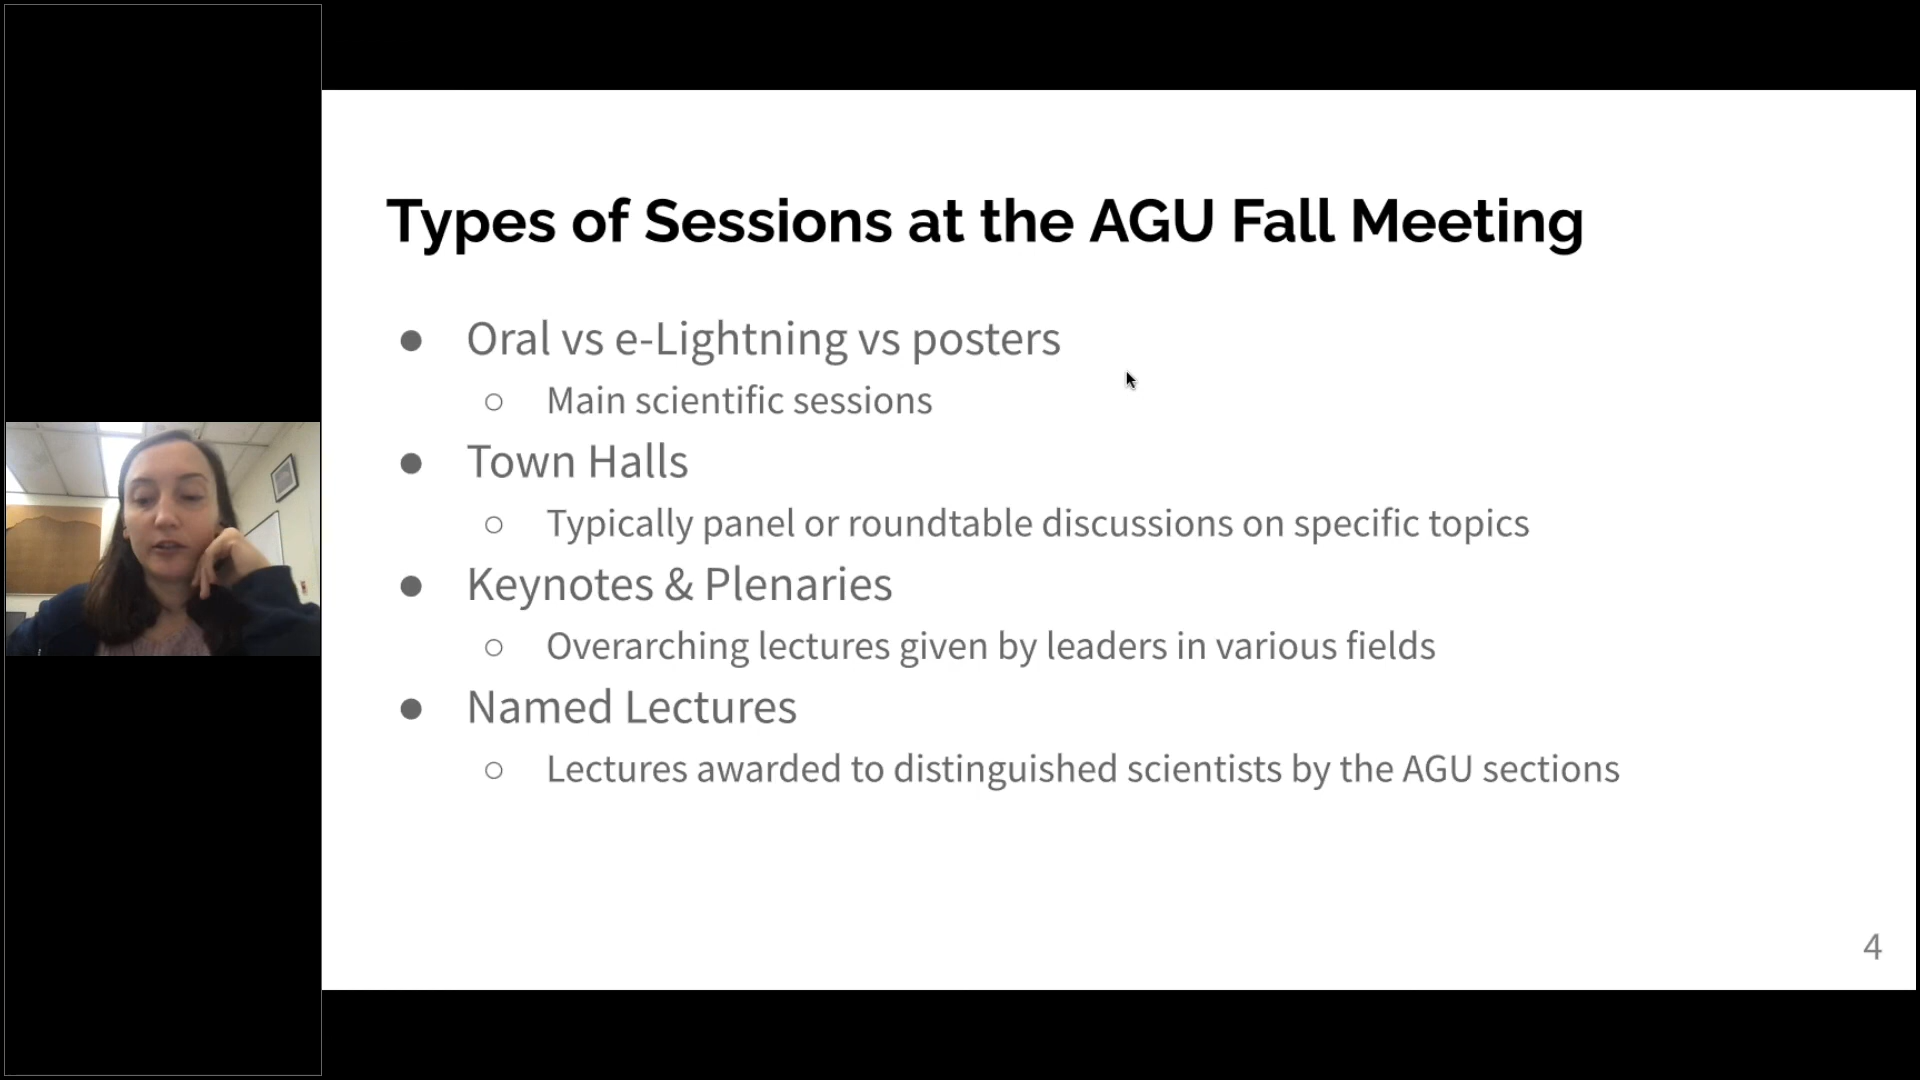 Types of Sessions at the AGU Fall Meeting
● Oral vs e-Lightning vs posters
○ Main scientific sessions
● Town Halls
○ Typically panel or roundtable discussions on specific topics
● Keynotes & Plenaries
○ Overarching lectures given by leaders in various fields
● Named Lectures
○ Lectures awarded to distinguished scientists by the AGU sections
4